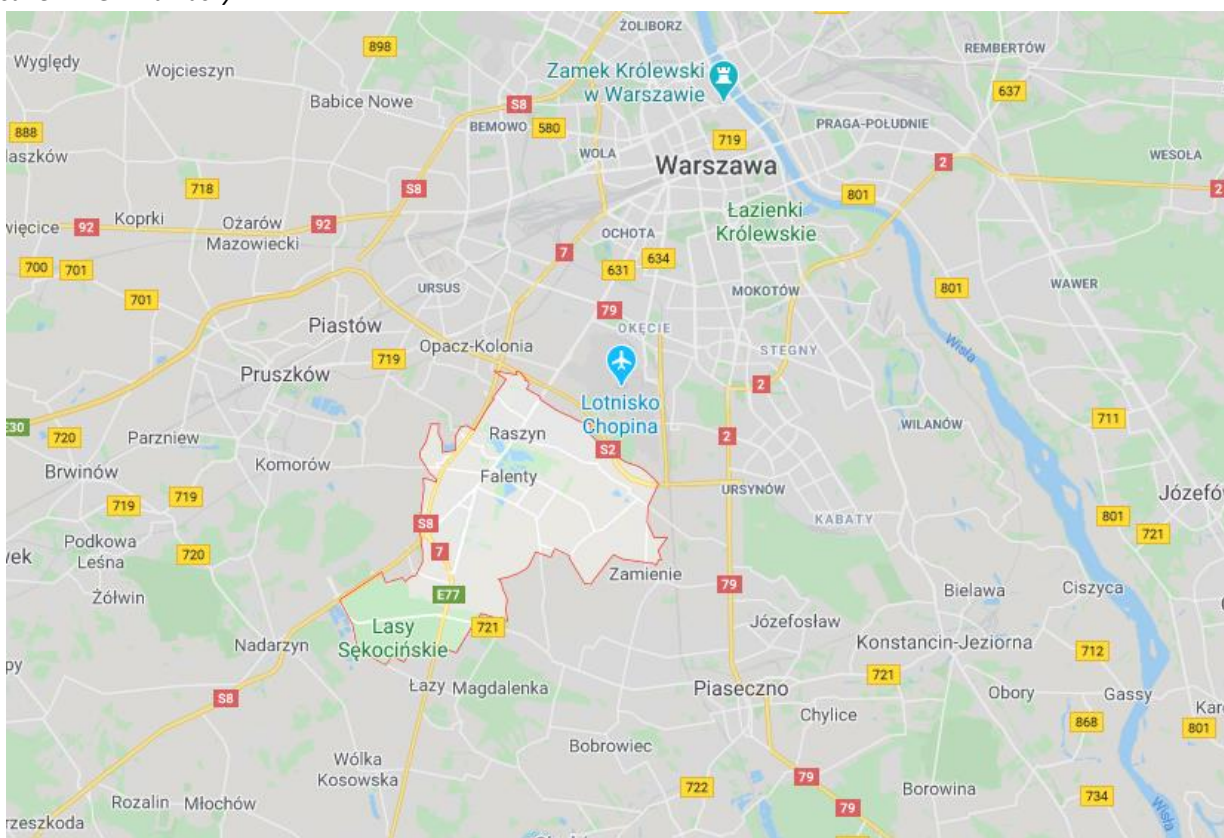 ŻOLIBORZ
898
REMBERTÓW
Wyględy
Wojcieszyn
Zamek Królewski
w Warszawie
637
Babice Nowe
S8
BEMOWO
580
PRAGA-POŁUDNIE
888
719
WOLA
WESOŁA
Warszawa
2
718
S8
801
2
Koprki
Ożarów
Mazowiecki
92
92
Łazienki
Królewskie
OCHOTA
7
634
700
701
631
URSUS
MOKOTÓW
801
WAWER
701
79
Piastów
OKĘCIE
Wisła
Opacz-Kolonia
719
STEGNY
Pruszków
2
Lotnisko
Chopina
711
E30
720
Parzniew
Raszyn
2
WILANÓW
S2
Brwinów
Komorów
Falenty
URSYNÓW
719
719
Józefów
801
S8
KABATY
721
Podkowa
Leśna
720
7
Zamienie
79
Żółwin
E77
Bielawa
Ciszyca
Lasy
Sękocińskie
721
Józefosław
Nadarzyn
Konstancin-Jeziorna
712
721
Łazy
Magdalenka
Piaseczno
Obory
Gassy
S8
Chylice
868
801
Bobrowiec
Wólka
Kosowska
79
722
Borowina
734
Rozalin
Młochów
79
Wisła